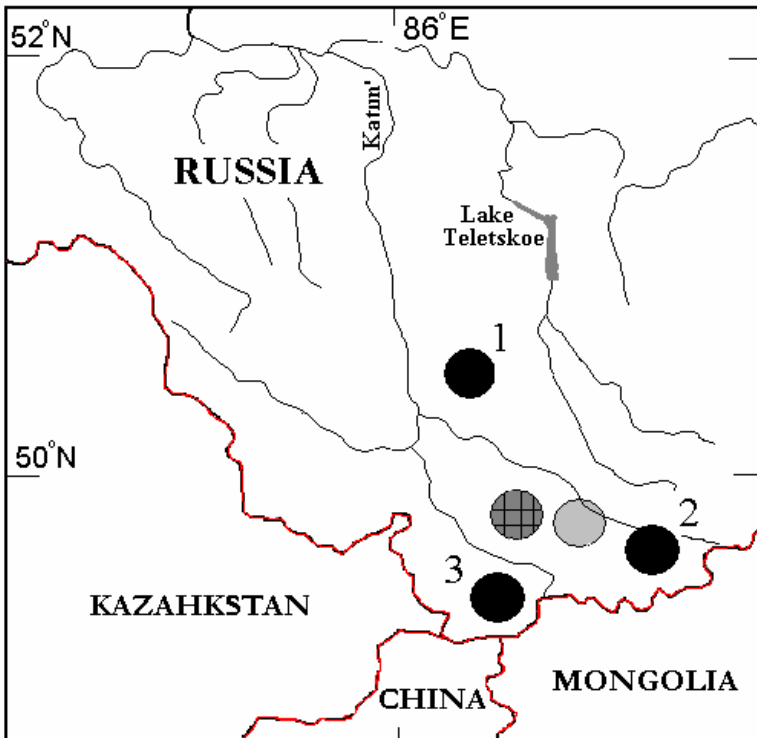 52°N
86°E
Katun'
RUSSIA
Lake
Teletskoe
1
50°N
2
3
KAZAHKSTAN
MONGOLIA
CHINA